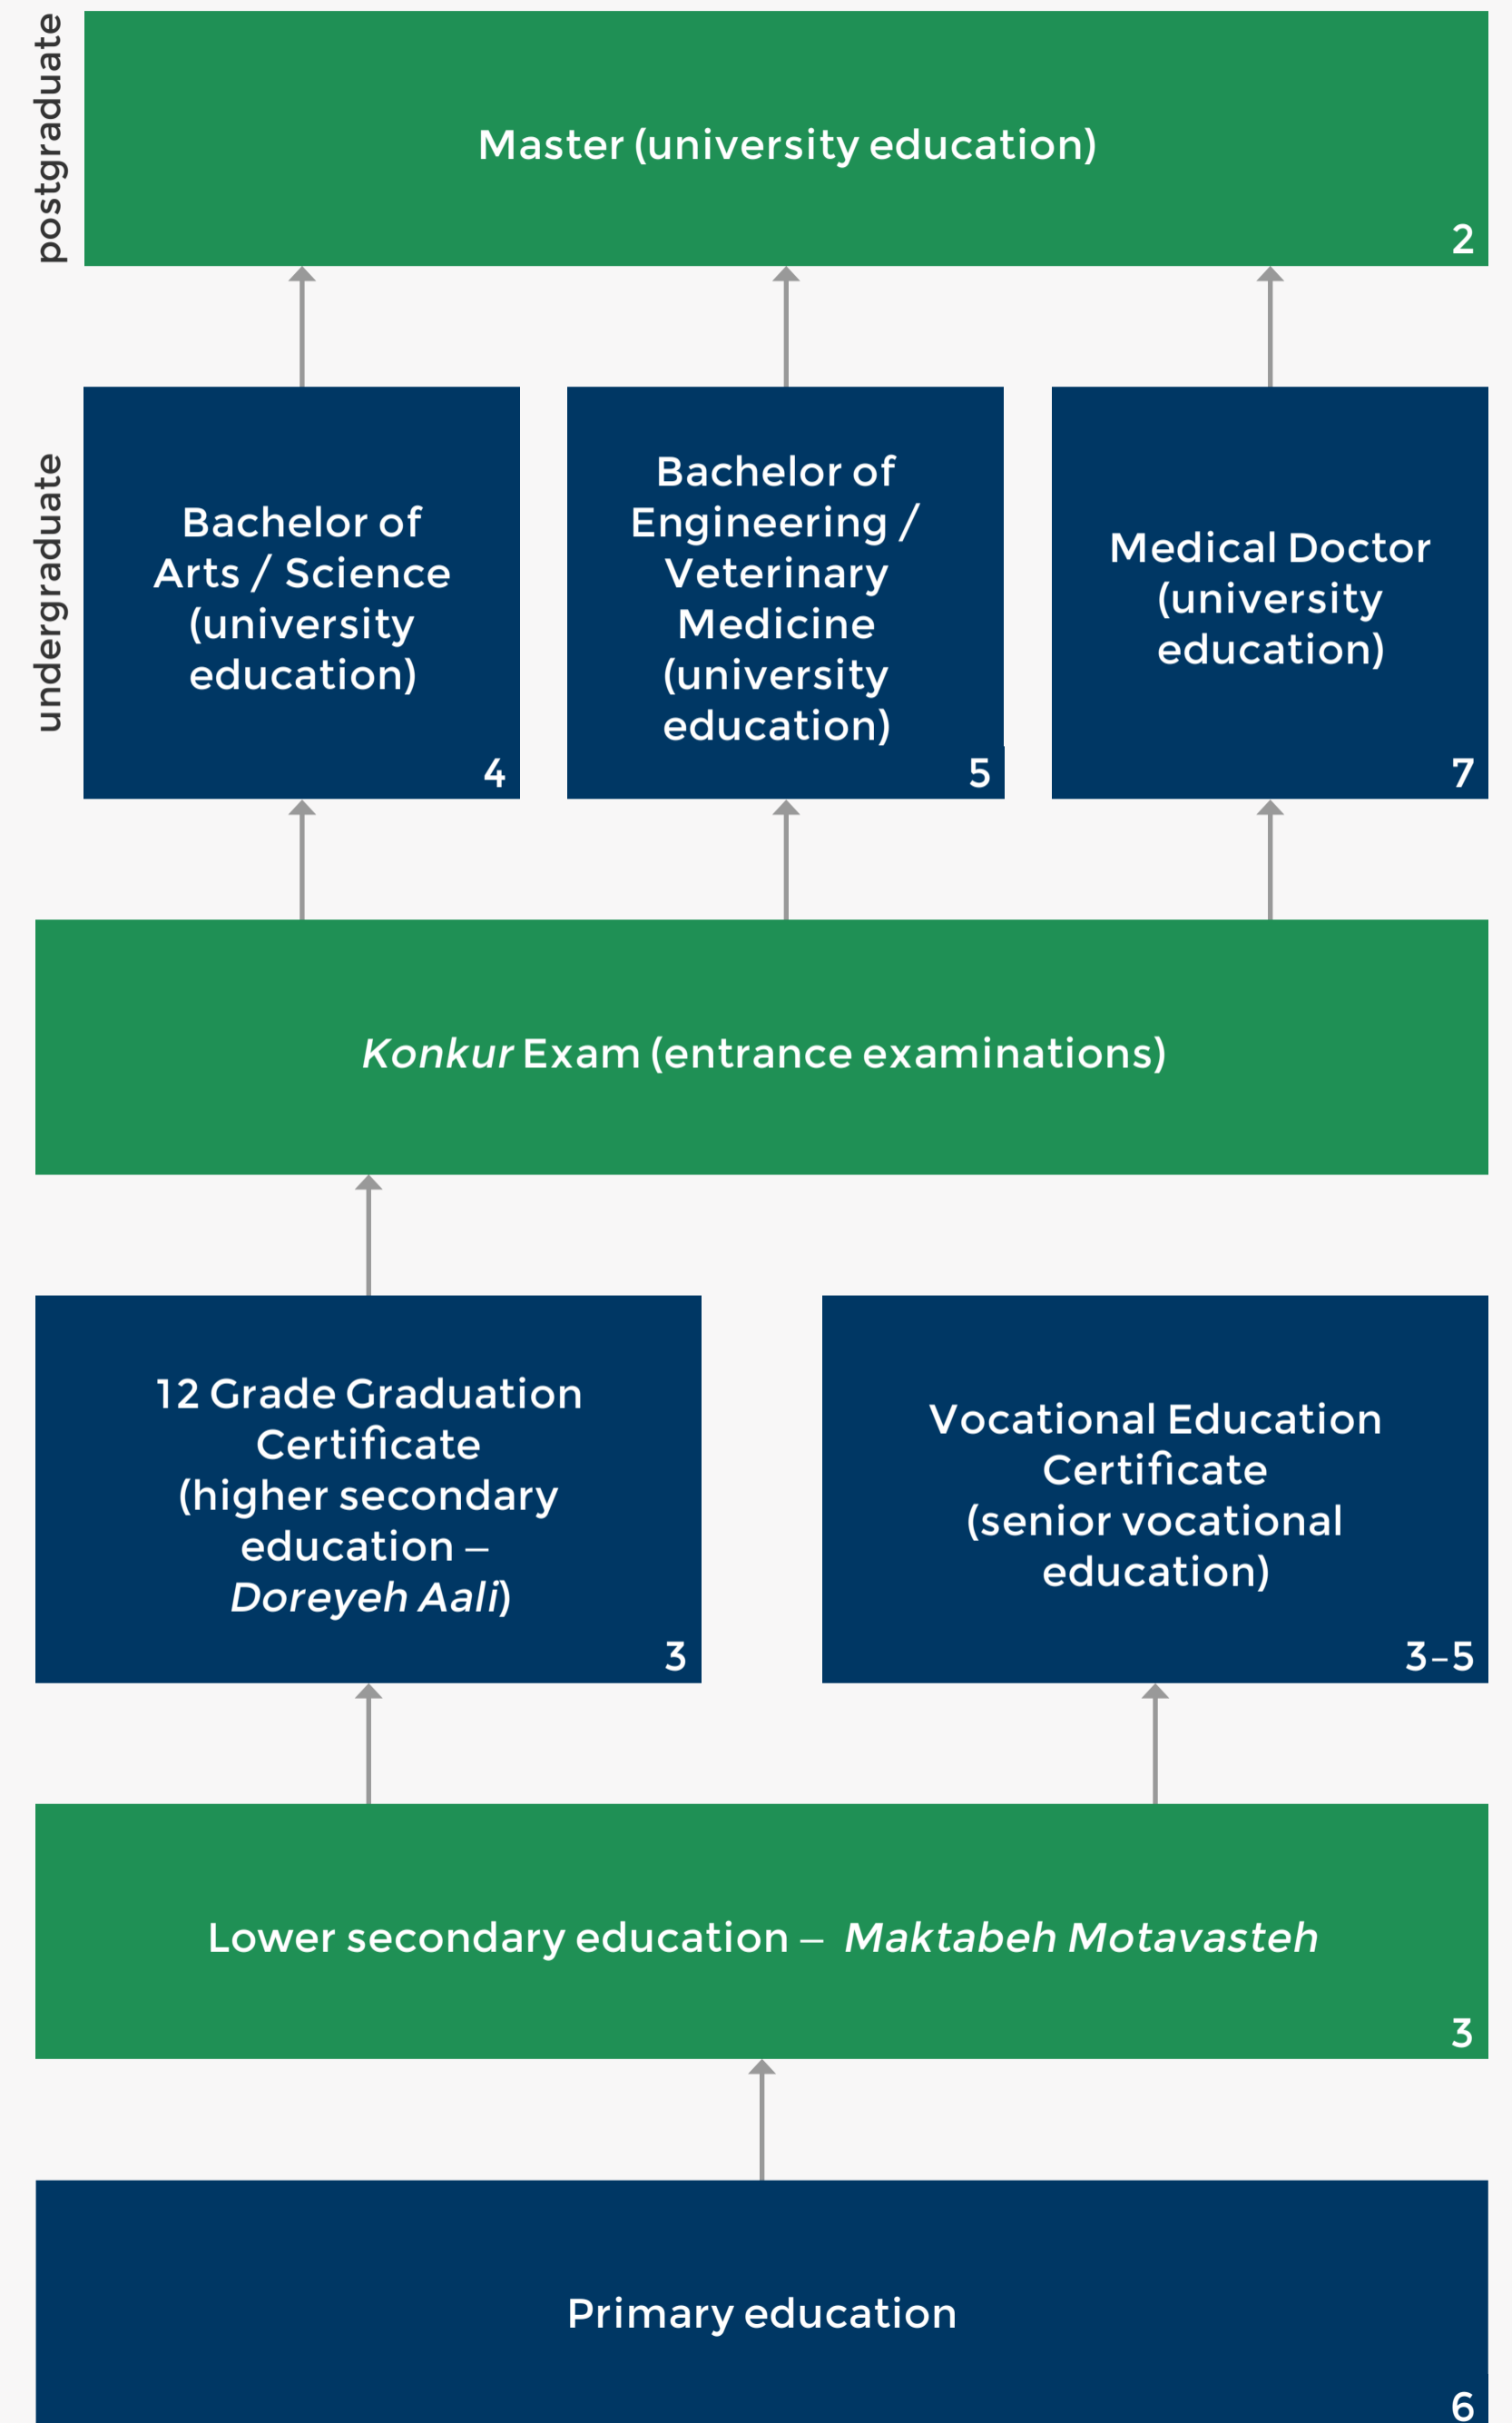 postgraduate
Master (university education)
2
undergraduate
Bachelor of
Arts / Science
(university
education)
4
Bachelor of
Engineering /
Veterinary
Medicine
(university
education)
5
Medical Doctor
(university
education)
7
Konkur Exam (entrance examinations)
12 Grade Graduation
Certificate
(higher secondary
education –
Doreyeh Aali)
3
Vocational Education
Certificate
(senior vocational
education)
3–5
Lower secondary education – Maktabeh Motavasteh
3
Primary education
6